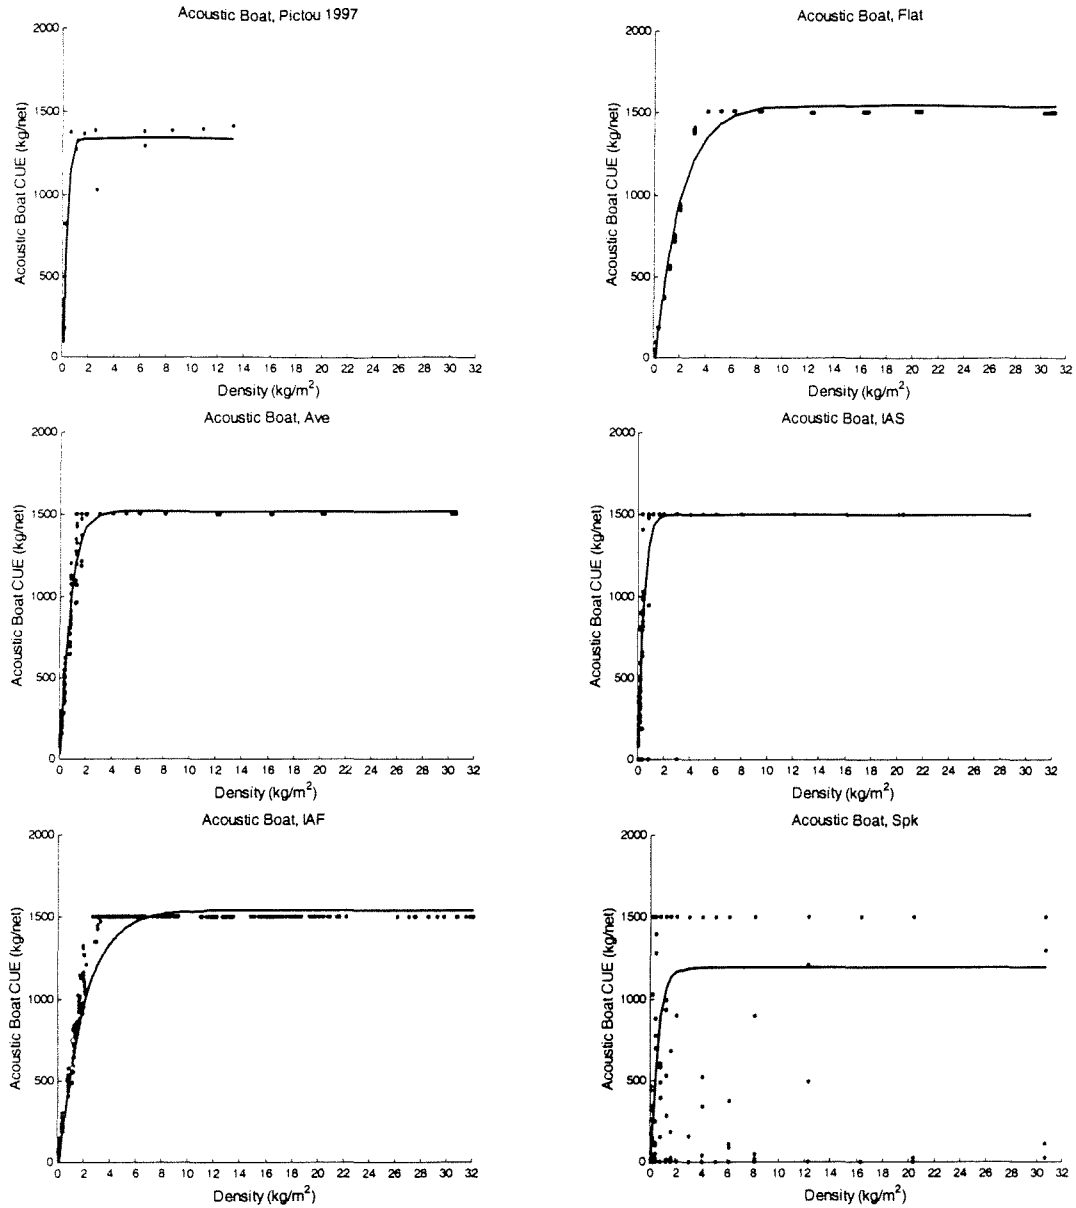 Acoustic Boat, Pictou 1997
Acoustic Boat CUE (kg/net)
2000
1500
1000
500
0
0 2 4 6 8 10 12 14 16 18 20 22 24 26 28 30 32
Density (kg/m²)
Acoustic Boat, Flat
Acoustic Boat CUE (kg/net)
2000
1500
1000
500
0
0 2 4 6 8 10 12 14 16 18 20 22 24 26 28 30 32
Density (kg/m²)
Acoustic Boat, Ave
Acoustic Boat CUE (kg/net)
2000
1500
1000
500
0
0 2 4 6 8 10 12 14 16 18 20 22 24 26 28 30 32
Density (kg/m²)
Acoustic Boat, IAS
Acoustic Boat CUE (kg/net)
2000
1500
1000
500
0
0 2 4 6 8 10 12 14 16 18 20 22 24 26 28 30 32
Density (kg/m²)
Acoustic Boat, IAF
Acoustic Boat CUE (kg/net)
2000
1500
1000
500
0
0 2 4 6 8 10 12 14 16 18 20 22 24 26 28 30 32
Density (kg/m²)
Acoustic Boat, Spk
Acoustic Boat CUE (kg/net)
2000
1500
1000
500
0
0 2 4 6 8 10 12 14 16 18 20 22 24 26 28 30 32
Density (kg/m²)